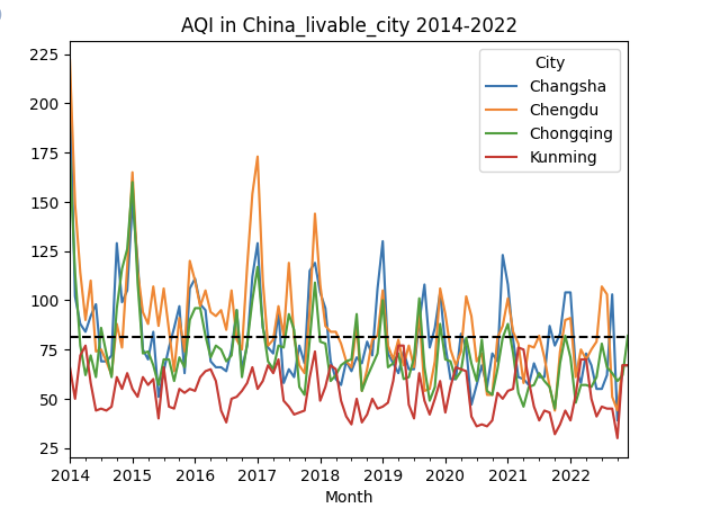 AQI in China_livable_city 2014-2022
225
200
175
150
125
100
75
50
25
City
Changsha
Chengdu
Chongqing
Kunming
2014 2015 2016 2017 2018 2019 2020 2021 2022
Month